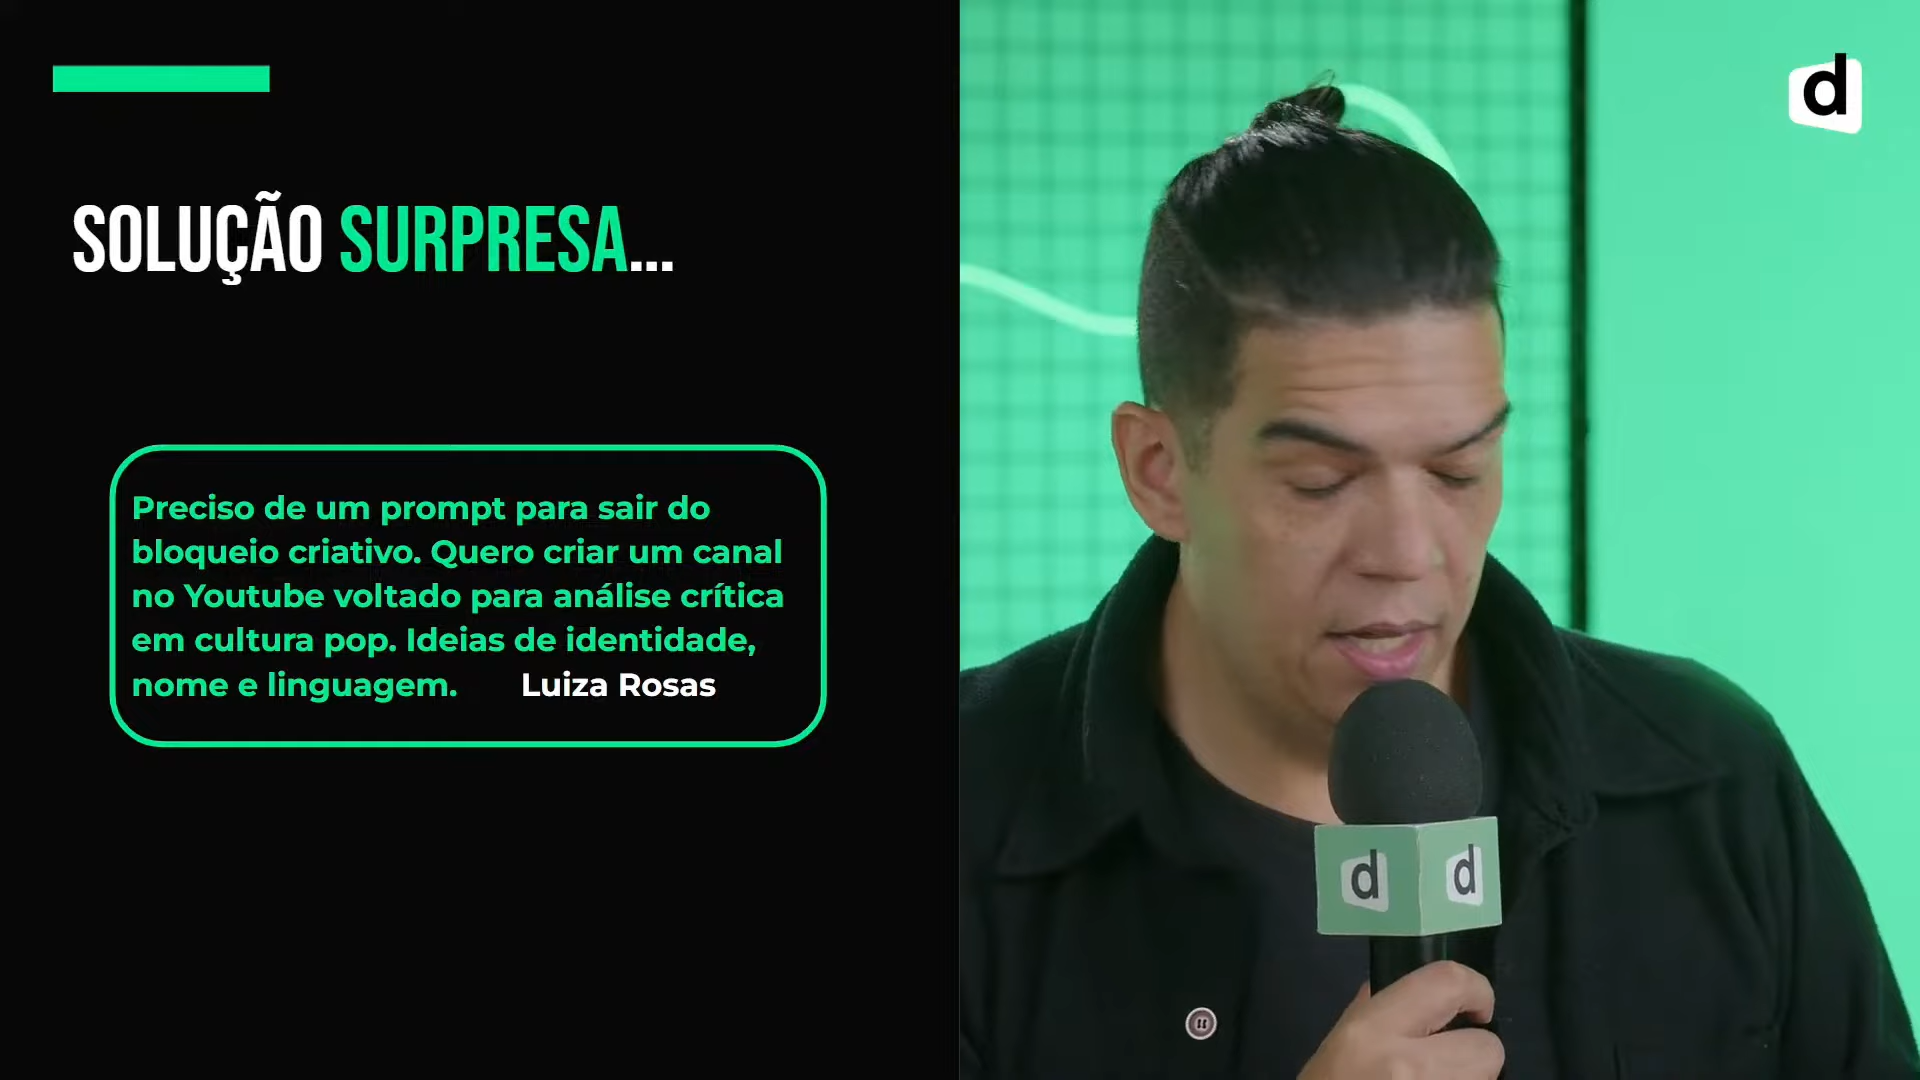 d
SOLUÇÃO SURPRESA...
Preciso de um prompt para sair do
bloqueio criativo. Quero criar um canal
no Youtube voltado para análise crítica
em cultura pop. Ideias de identidade,
nome e linguagem. Luiza Rosas
d d